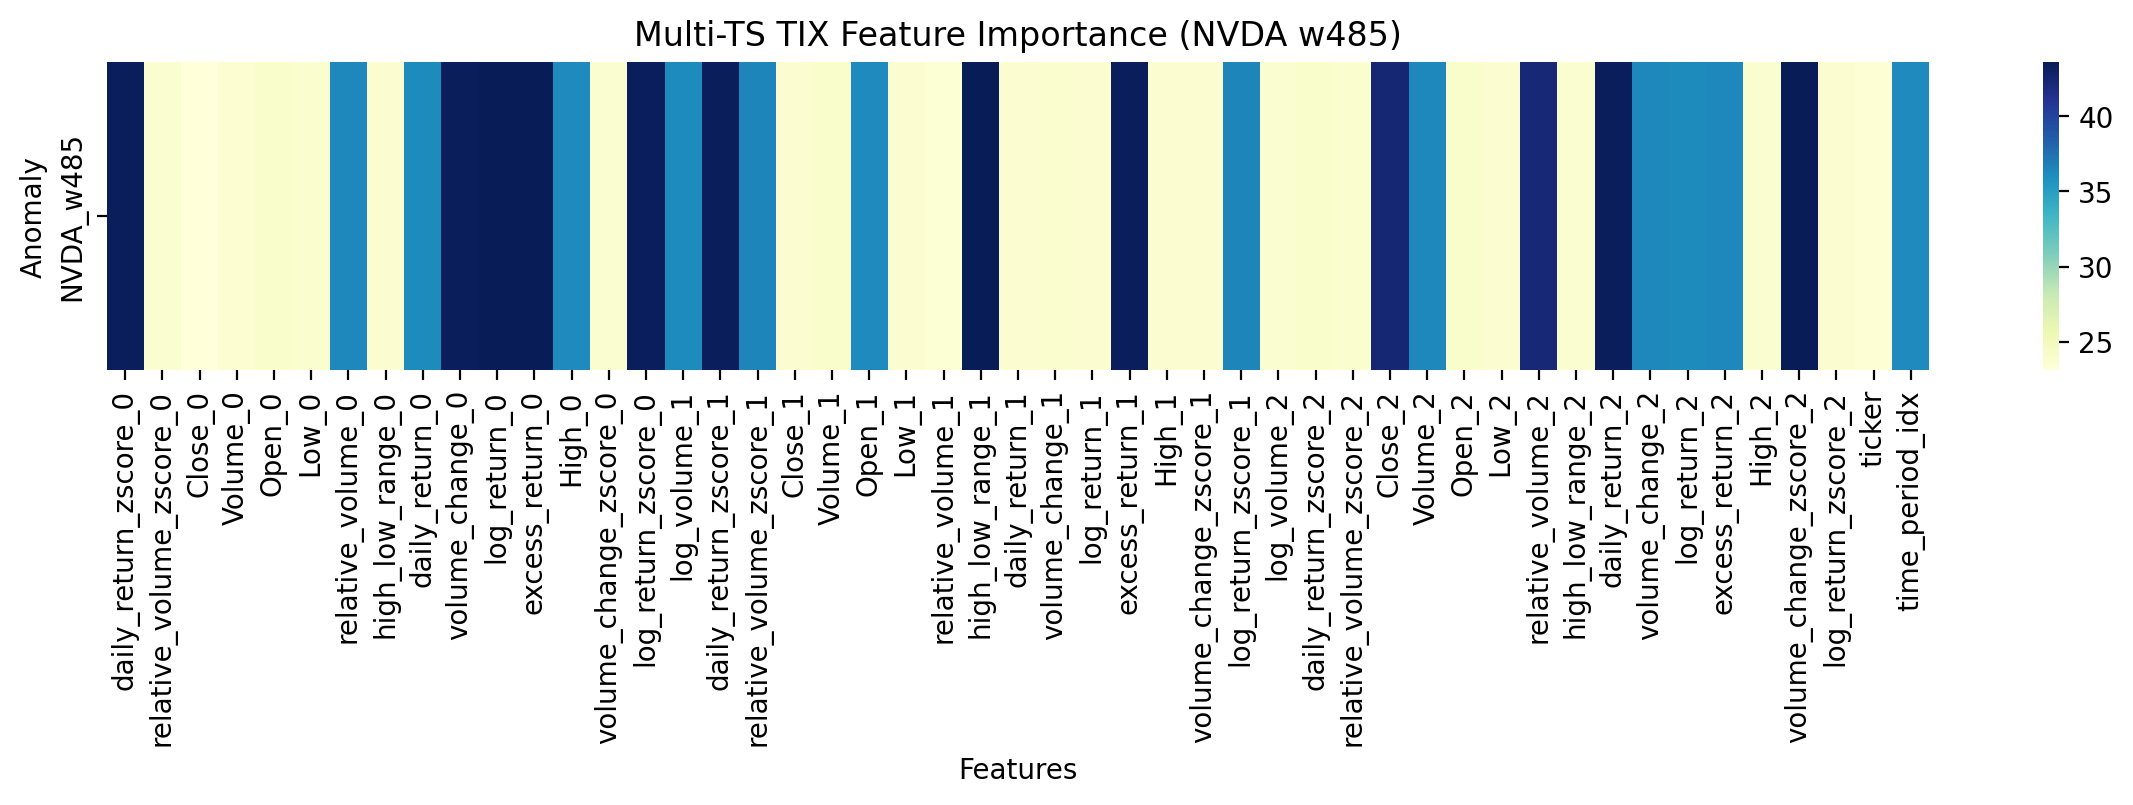 Multi-TS TIX Feature Importance (NVDA w485)
Anomaly
NVDA_w485
40
35
30
25
daily_return_zscore_0
relative_volume_zscore_0
Close_0
Volume_0
Open_0
Low_0
relative_volume_0
high_low_range_0
daily_return_0
volume_change_0
log_return_0
excess_return_0
High_0
volume_change_zscore_0
log_return_zscore_0
log_volume_1
daily_return_zscore_1
relative_volume_zscore_1
Close_1
Volume_1
Open_1
Low_1
relative_volume_1
high_low_range_1
daily_return_1
volume_change_1
log_return_1
excess_return_1
High_1
volume_change_zscore_1
log_return_zscore_1
log_volume_2
daily_return_zscore_2
relative_volume_zscore_2
Close_2
Volume_2
Open_2
Low_2
relative_volume_2
high_low_range_2
daily_return_2
volume_change_2
log_return_2
excess_return_2
High_2
volume_change_zscore_2
log_return_zscore_2
ticker
time_period_idx
Features